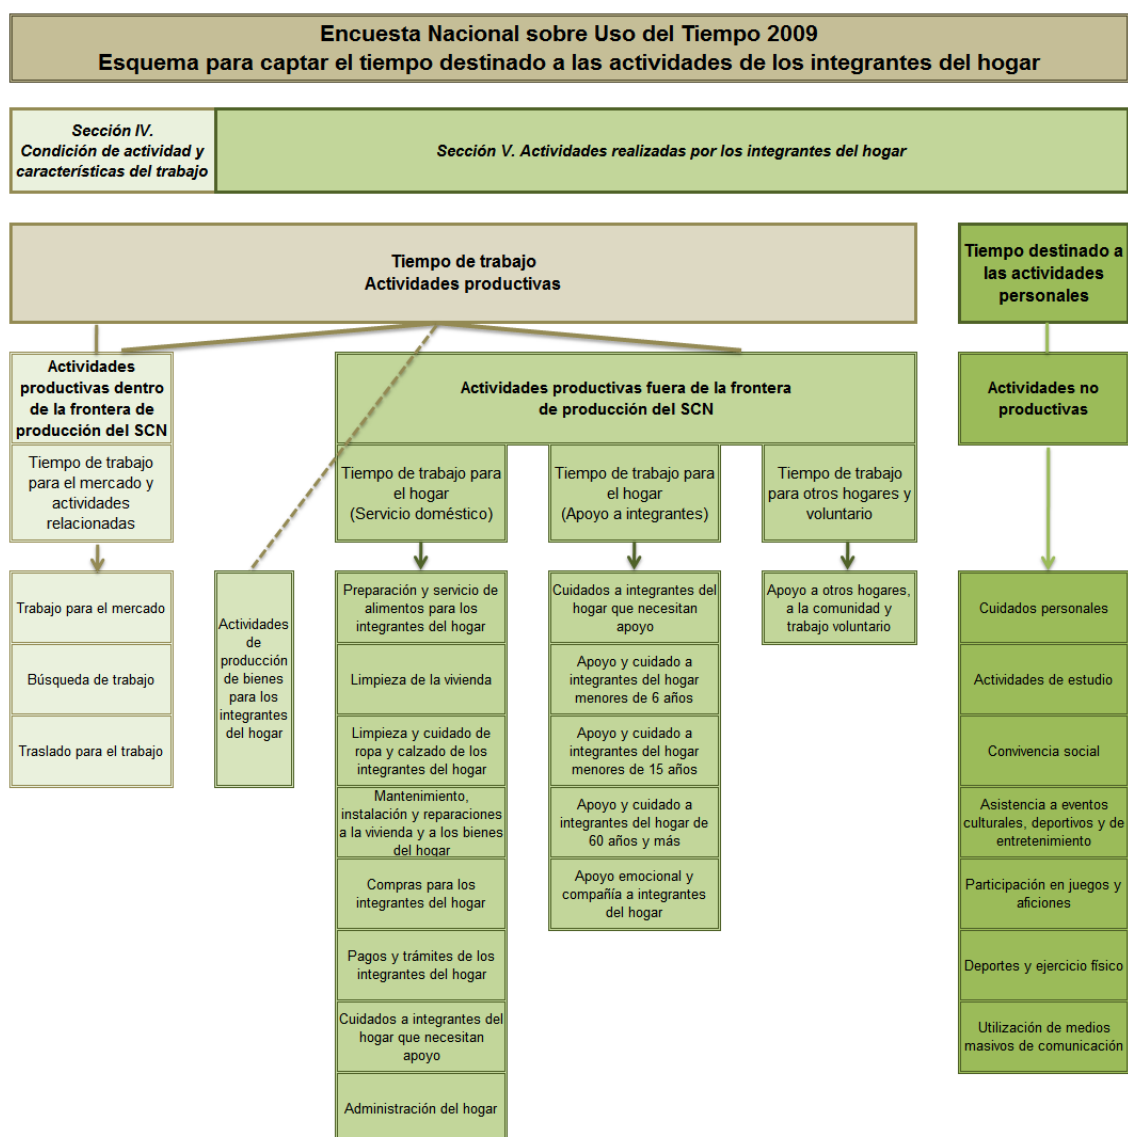 Encuesta Nacional sobre Uso del Tiempo 2009
Esquema para captar el tiempo destinado a las actividades de los integrantes del hogar
Sección IV.
Condición de actividad y
características del trabajo
Sección V. Actividades realizadas por los integrantes del hogar
Tiempo de trabajo
Actividades productivas
Tiempo destinado a
las actividades
personales
Actividades
productivas dentro
de la frontera de
producción del SCN
Actividades productivas fuera de la frontera
de producción del SCN
Actividades no
productivas
Tiempo de trabajo
para el mercado y
actividades
relacionadas
Tiempo de trabajo para
el hogar
(Servicio doméstico)
Tiempo de trabajo para
el hogar
(Apoyo a integrantes)
Tiempo de trabajo
para otros hogares y
voluntario
Trabajo para el mercado
Búsqueda de trabajo
Traslado para el trabajo
Actividades
de
producción
de bienes
para los
integrantes
del hogar
Preparación y servicio de
alimentos para los
integrantes del hogar
Limpieza de la vivienda
Limpieza y cuidado de
ropa y calzado de los
integrantes del hogar
Mantenimiento,
instalación y reparaciones
a la vivienda y a los bienes
del hogar
Compras para los
integrantes del hogar
Pagos y trámites de los
integrantes del hogar
Cuidados a integrantes del
hogar que necesitan
apoyo
Administración del hogar
Cuidados a integrantes del
hogar que necesitan
apoyo
Apoyo y cuidado a
integrantes del hogar
menores de 6 años
Apoyo y cuidado a
integrantes del hogar
menores de 15 años
Apoyo y cuidado a
integrantes del hogar de
60 años y más
Apoyo emocional y
compañía a integrantes
del hogar
Apoyo a otros hogares,
a la comunidad y
trabajo voluntario
Cuidados personales
Actividades de estudio
Convivencia social
Asistencia a eventos
culturales, deportivos y de
entretenimiento
Participación en juegos y
aficiones
Deportes y ejercicio físico
Utilización de medios
masivos de comunicación